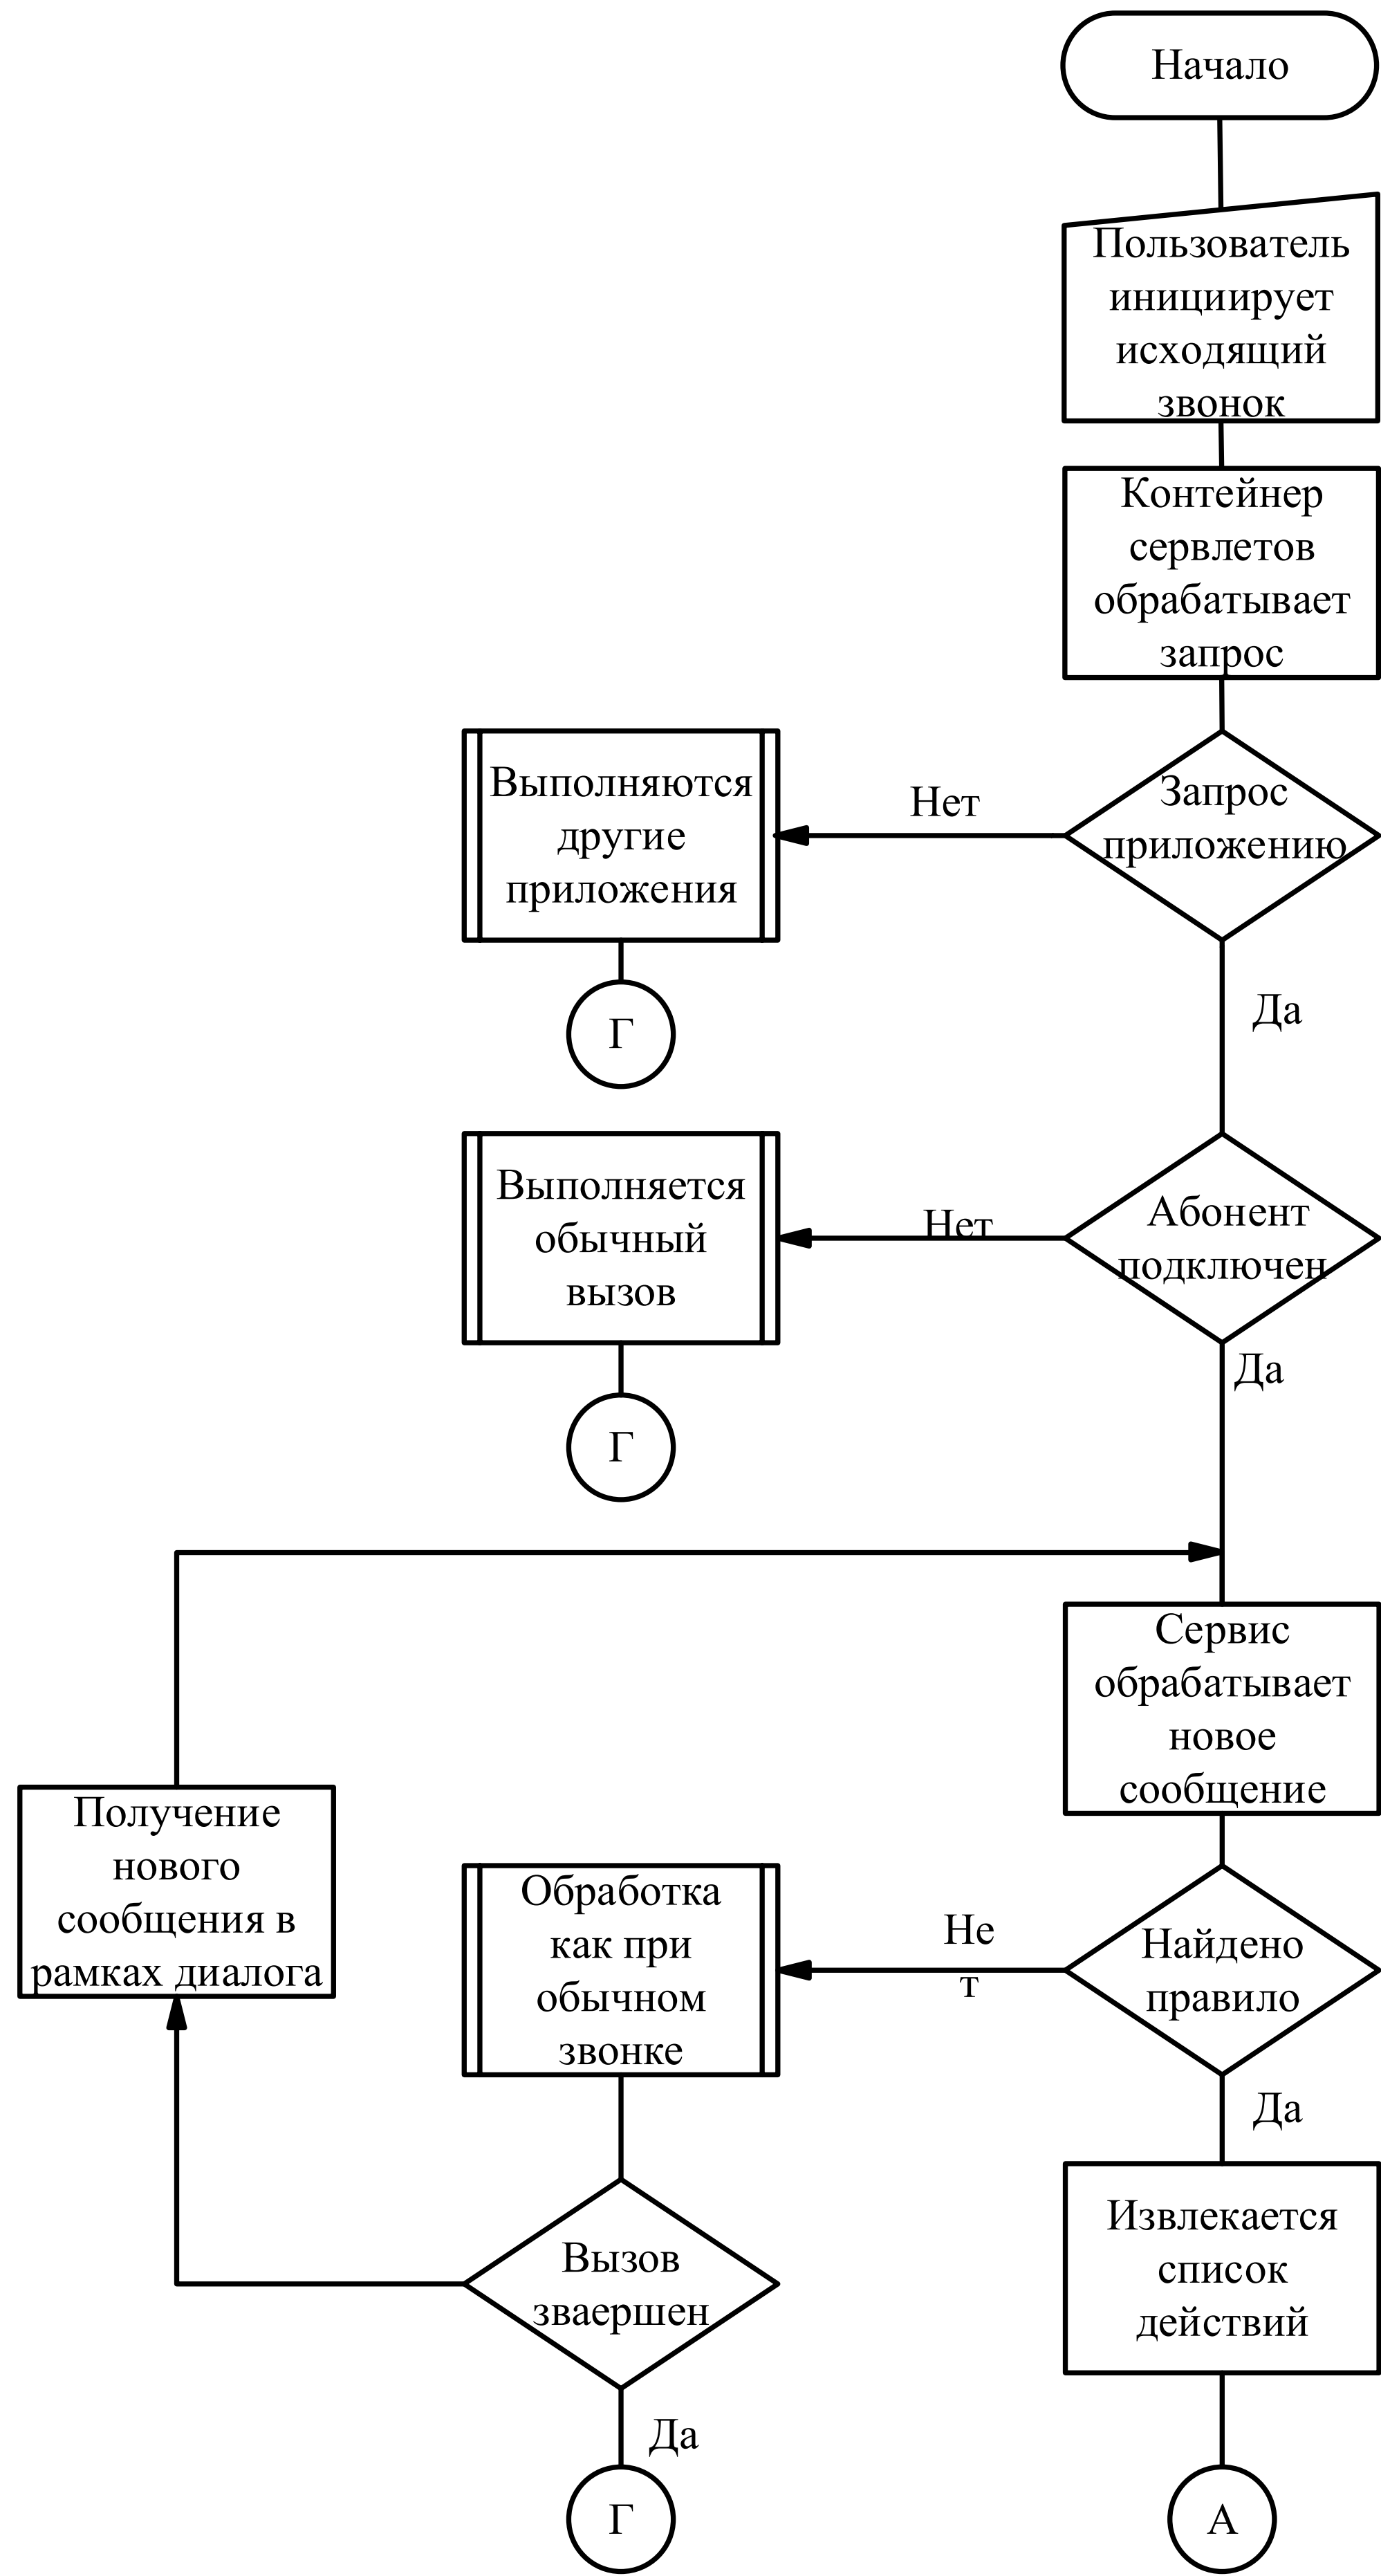 Начало
Пользователь
инициирует
исходящий
звонок
Контейнер
сервлетов
обрабатывает
запрос
Запрос
приложению
Нет
Выполняются
другие
приложения
Г
Да
Абонент
подключен
Нет
Выполняется
обычный
вызов
Г
Да
Сервис
обрабатывает
новое
сообщение
Найдено
правило
Не
т
Обработка
как при
обычном
звонке
Получение
нового
сообщения в
рамках диалога
Да
Извлекается
список
действий
Вызов
зваершен
Да
Г
А